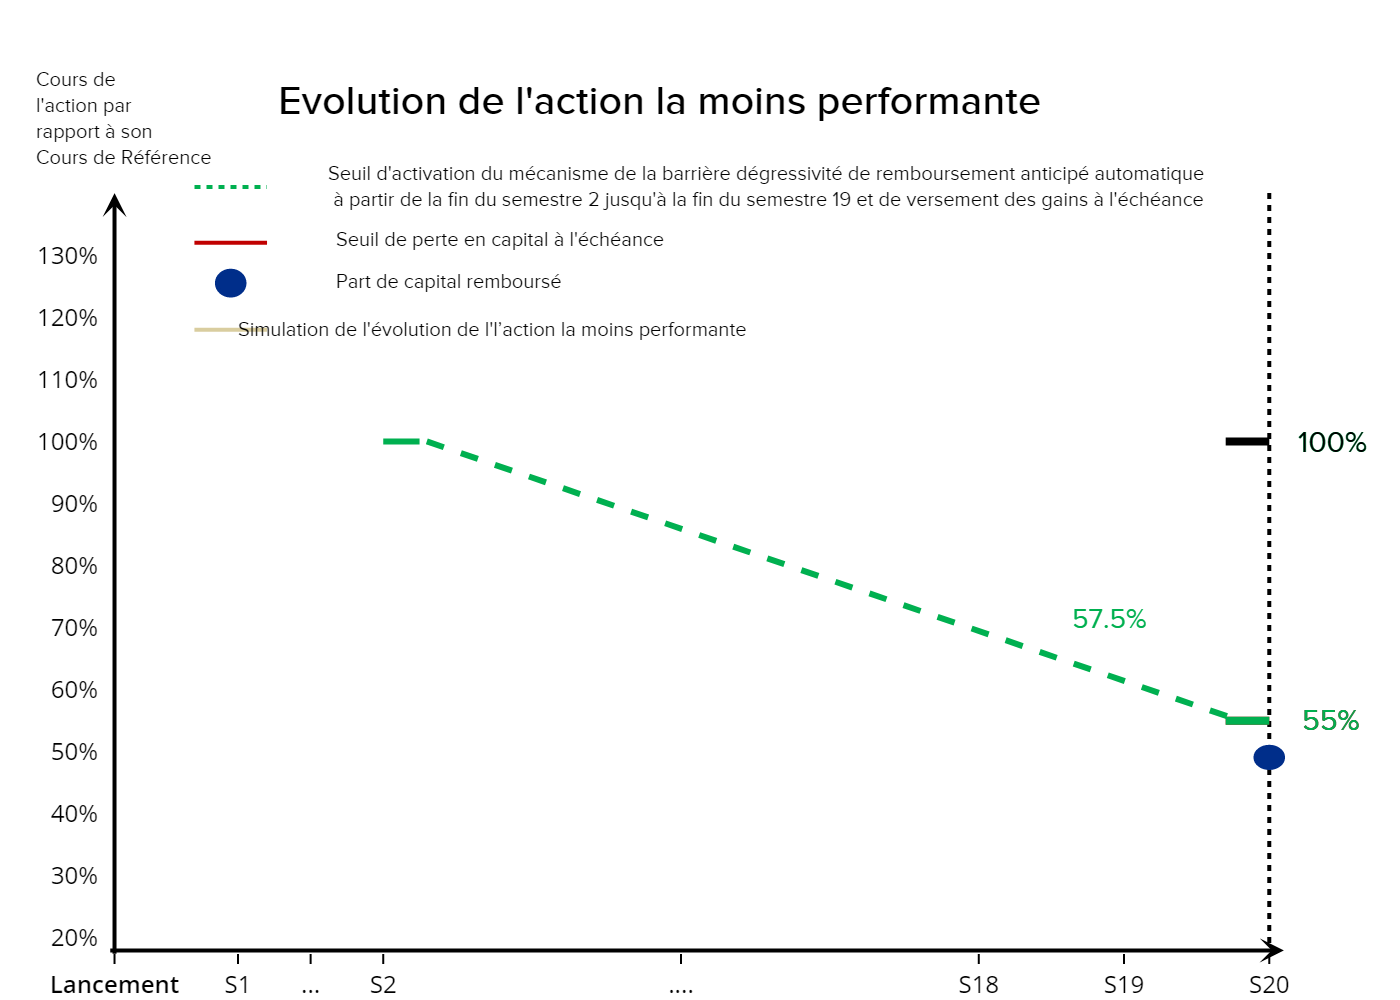 Cours de
l'action par
rapport à son
Cours de Référence
Evolution de l'action la moins performante
Seuil d'activation du mécanisme de la barrière dégressivité de remboursement anticipé automatique
à partir de la fin du semestre 2 jusqu'à la fin du semestre 19 et de versement des gains à l'échéance
Seuil de perte en capital à l'échéance
Part de capital remboursé
Simulation de l'évolution de l'l’action la moins performante
130%
120%
110%
100%
100%
90%
80%
70%
57.5%
60%
55%
50%
40%
30%
20%
Lancement S1 ... S2 .... S18 S19 S20